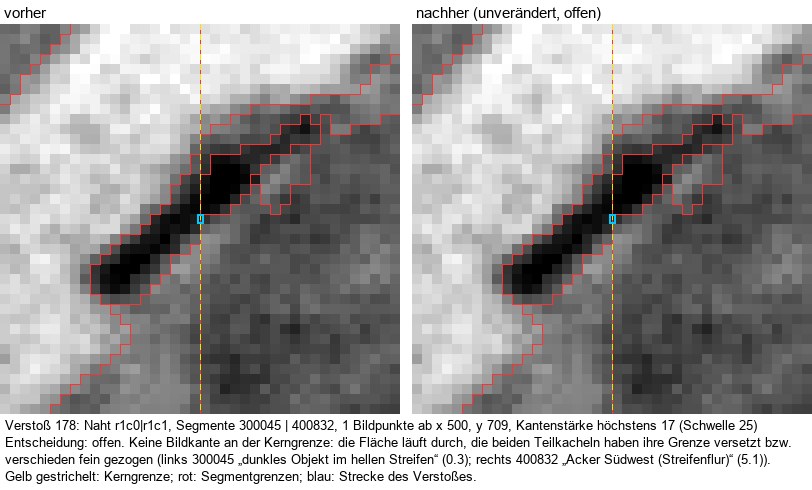 vorher
nachher (unverändert, offen)
Verstoß 178: Naht r1c0|r1c1, Segmente 300045 | 400832, 1 Bildpunkte ab x 500, y 709, Kantenstärke höchstens 17 (Schwelle 25)
Entscheidung: offen. Keine Bildkante an der Kerngrenze: die Fläche läuft durch, die beiden Teilkacheln haben ihre Grenze versetzt bzw.
verschieden fein gezogen (links 300045 „dunkles Objekt im hellen Streifen“ (0.3); rechts 400832 „Acker Südwest (Streifenflur)“ (5.1)).
Gelb gestrichelt: Kerngrenze; rot: Segmentgrenzen; blau: Strecke des Verstoßes.